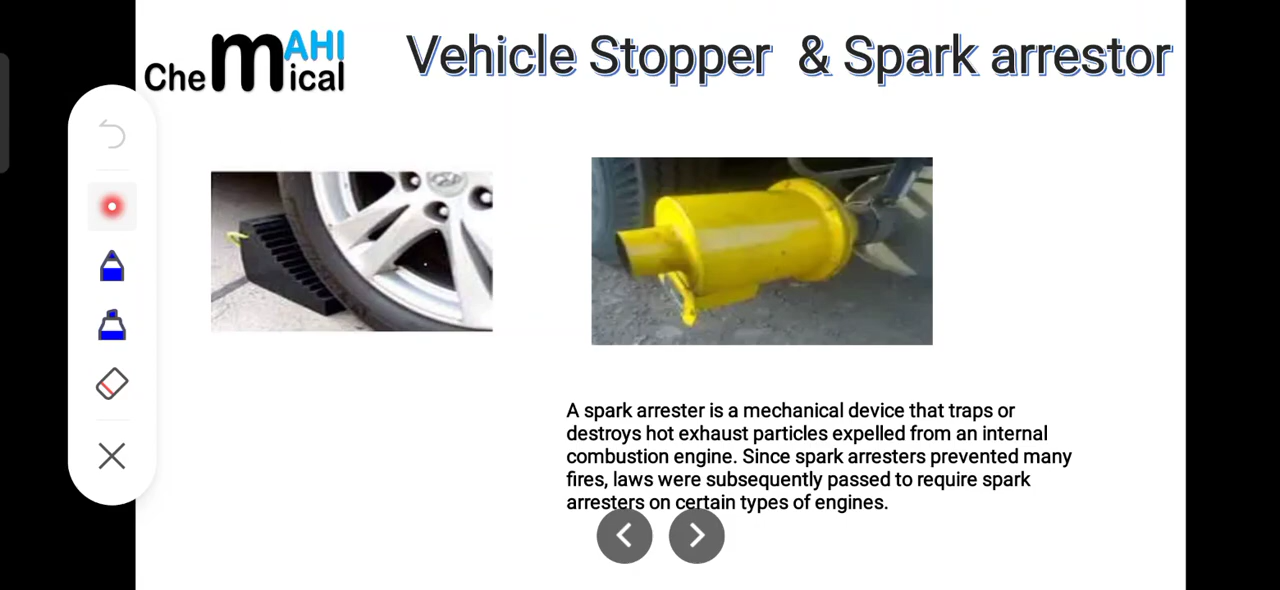 Che m AHI ical
Vehicle Stopper & Spark arrestor
A spark arrester is a mechanical device that traps or
destroys hot exhaust particles expelled from an internal
combustion engine. Since spark arresters prevented many
fires, laws were subsequently passed to require spark
arresters on certain types of engines.